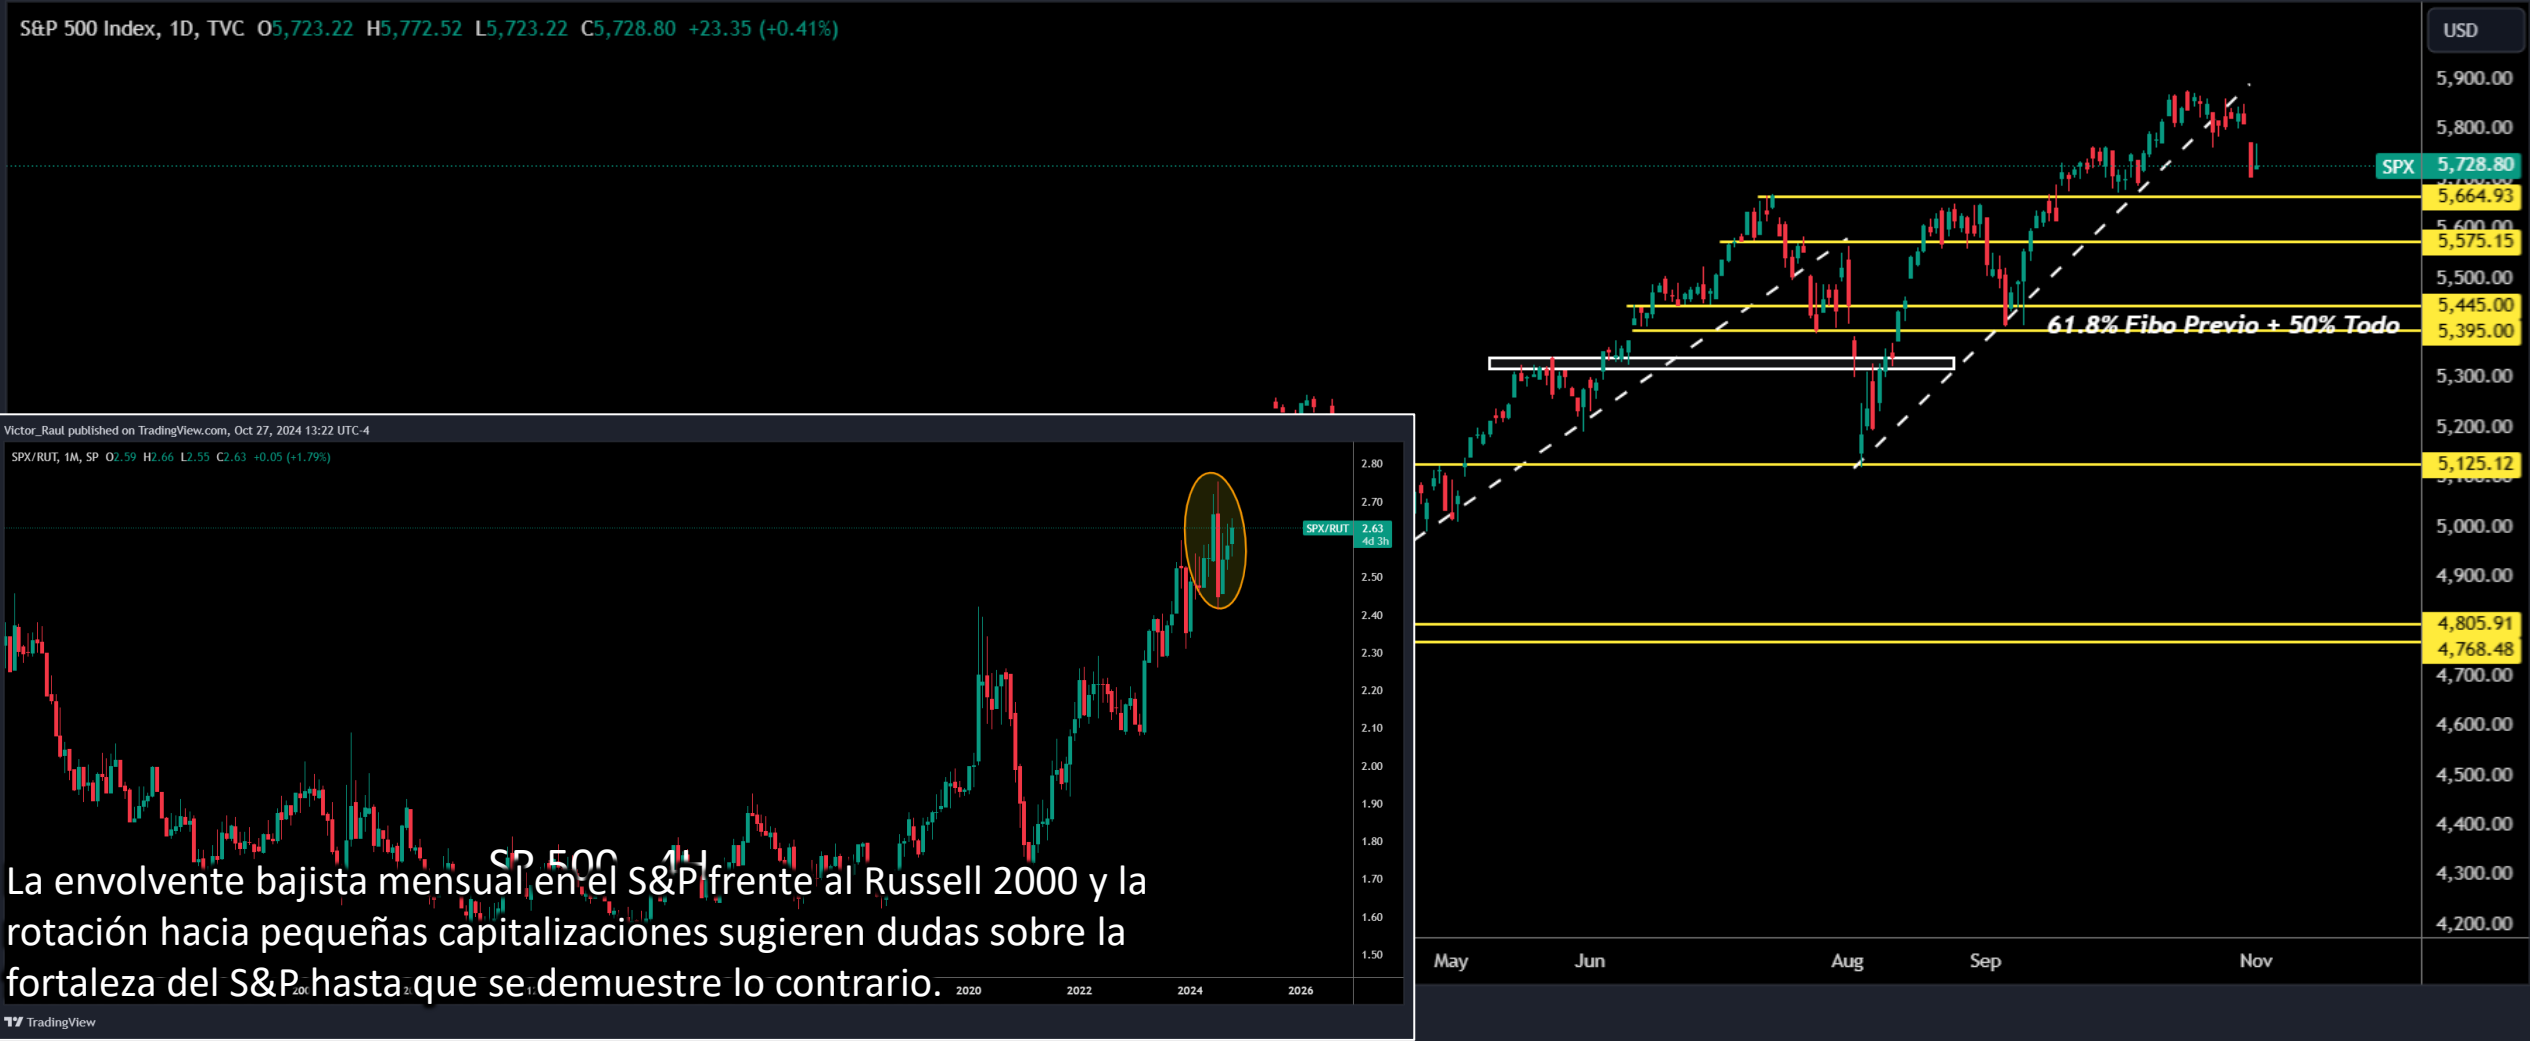 S&P 500 Index, 1D, TVC O5,723.22 H5,772.52 L5,723.22 C5,728.80 +23.35 (+0.41%)
USD
5,900.00
5,800.00
SPX 5,728.80
5,664.93
5,600.00
5,575.15
5,500.00
5,445.00
61.8% Fibo Previo + 50% Todo
5,395.00
5,300.00
5,200.00
5,125.12
5,000.00
4,900.00
4,805.91
4,768.48
4,700.00
4,600.00
4,500.00
4,400.00
4,300.00
4,200.00
May Jun Aug Sep Nov
Victor_Raul published on TradingView.com, Oct 27, 2024 13:22 UTC-4
SPX/RUT, 1M, SP O2.59 H2.66 L2.55 C2.63 +0.05 (+1.79%)
2.80
2.70
SPX/RUT 2.63
4d 3h
2.50
2.40
2.30
2.20
2.10
2.00
1.90
1.80
1.70
1.60
1.50
SP 500 4H
La envolvente bajista mensual en el S&P frente al Russell 2000 y la
rotación hacia pequeñas capitalizaciones sugieren dudas sobre la
fortaleza del S&P hasta que se demuestre lo contrario.
2020 2022 2024 2026
TradingView